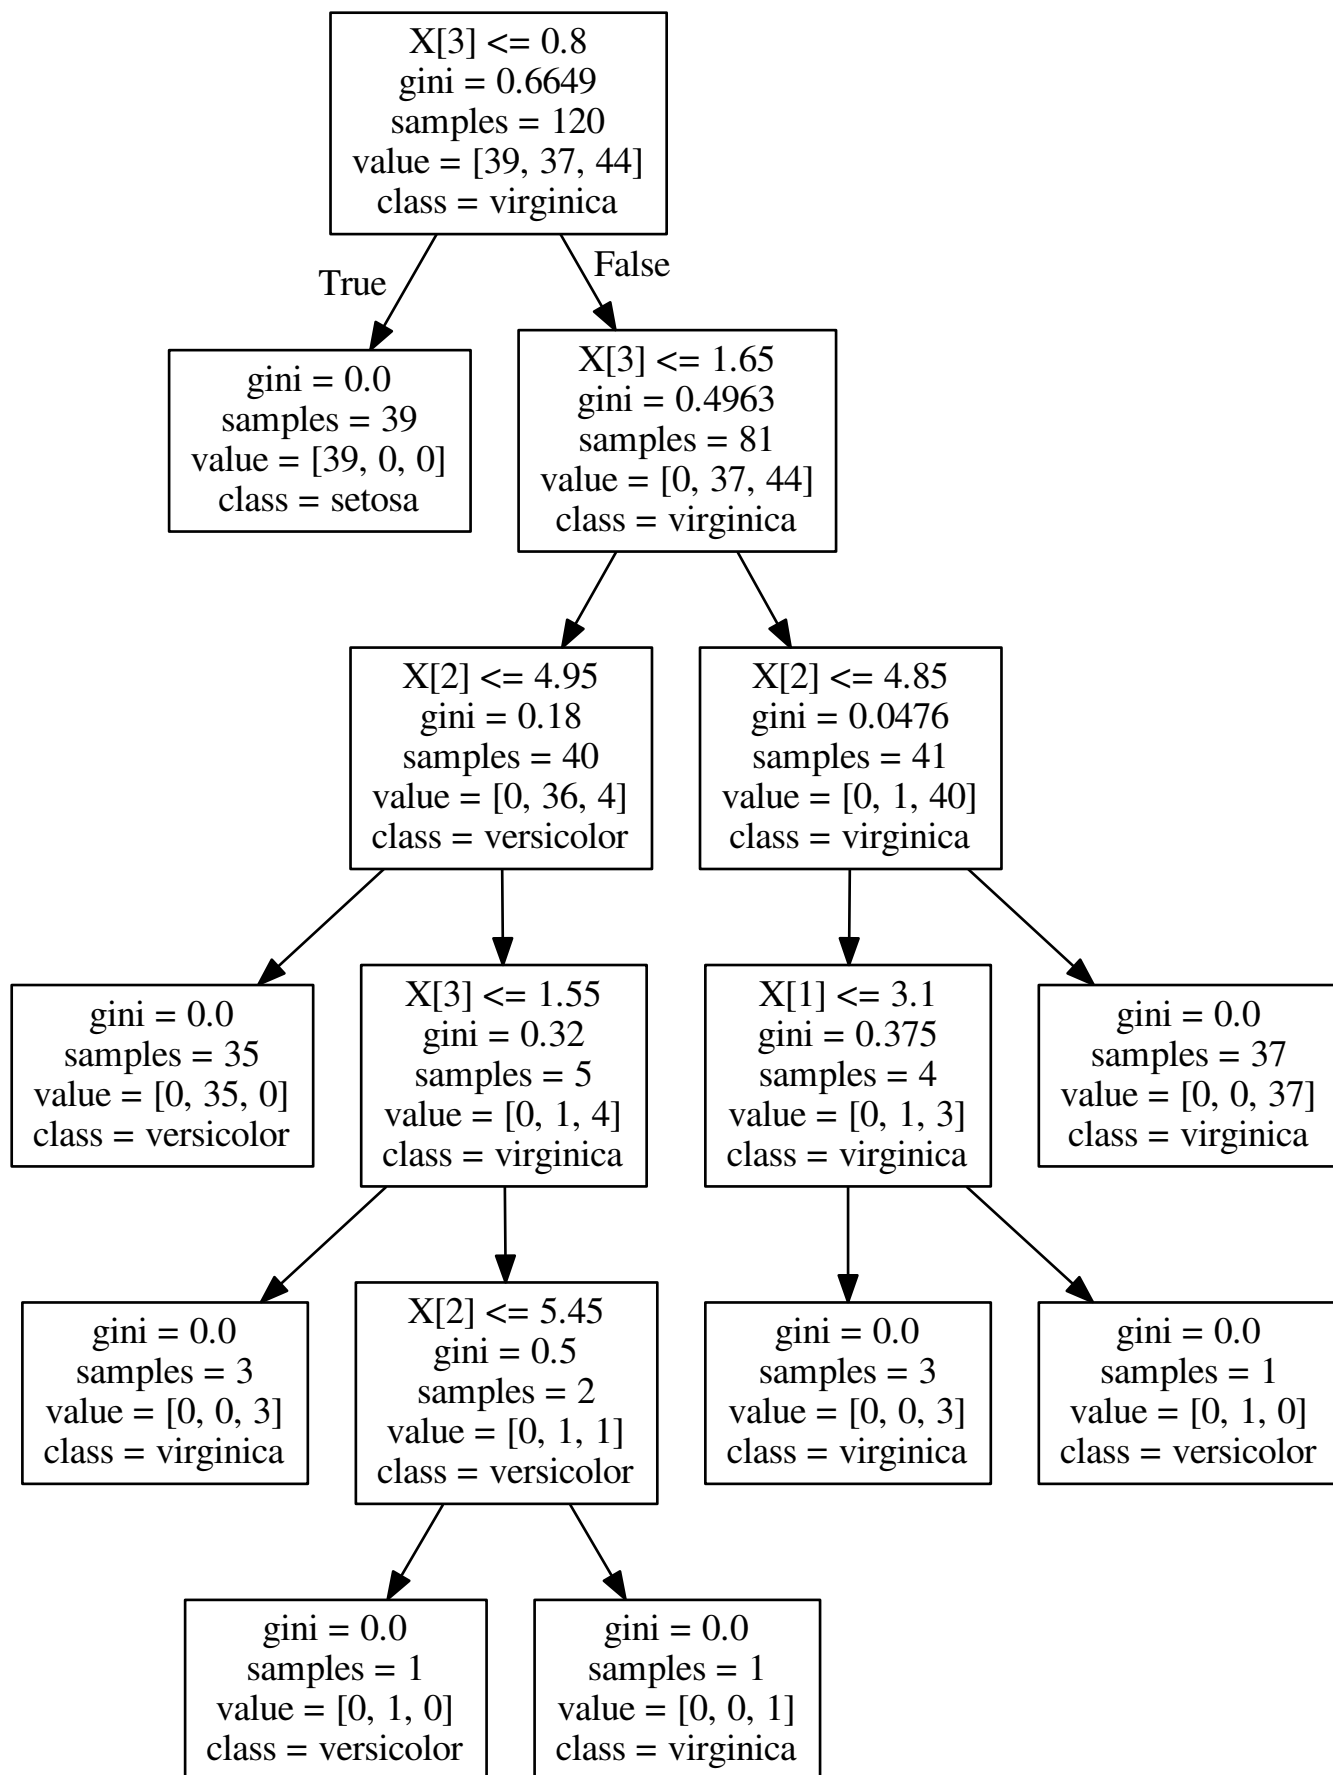 X[3] <= 0.8
gini = 0.6649
samples = 120
value = [39, 37, 44]
class = virginica
True
False
gini = 0.0
samples = 39
value = [39, 0, 0]
class = setosa
X[3] <= 1.65
gini = 0.4963
samples = 81
value = [0, 37, 44]
class = virginica
X[2] <= 4.95
gini = 0.18
samples = 40
value = [0, 36, 4]
class = versicolor
X[2] <= 4.85
gini = 0.0476
samples = 41
value = [0, 1, 40]
class = virginica
gini = 0.0
samples = 35
value = [0, 35, 0]
class = versicolor
X[3] <= 1.55
gini = 0.32
samples = 5
value = [0, 1, 4]
class = virginica
X[1] <= 3.1
gini = 0.375
samples = 4
value = [0, 1, 3]
class = virginica
gini = 0.0
samples = 37
value = [0, 0, 37]
class = virginica
gini = 0.0
samples = 3
value = [0, 0, 3]
class = virginica
X[2] <= 5.45
gini = 0.5
samples = 2
value = [0, 1, 1]
class = versicolor
gini = 0.0
samples = 3
value = [0, 0, 3]
class = virginica
gini = 0.0
samples = 1
value = [0, 1, 0]
class = versicolor
gini = 0.0
samples = 1
value = [0, 1, 0]
class = versicolor
gini = 0.0
samples = 1
value = [0, 0, 1]
class = virginica